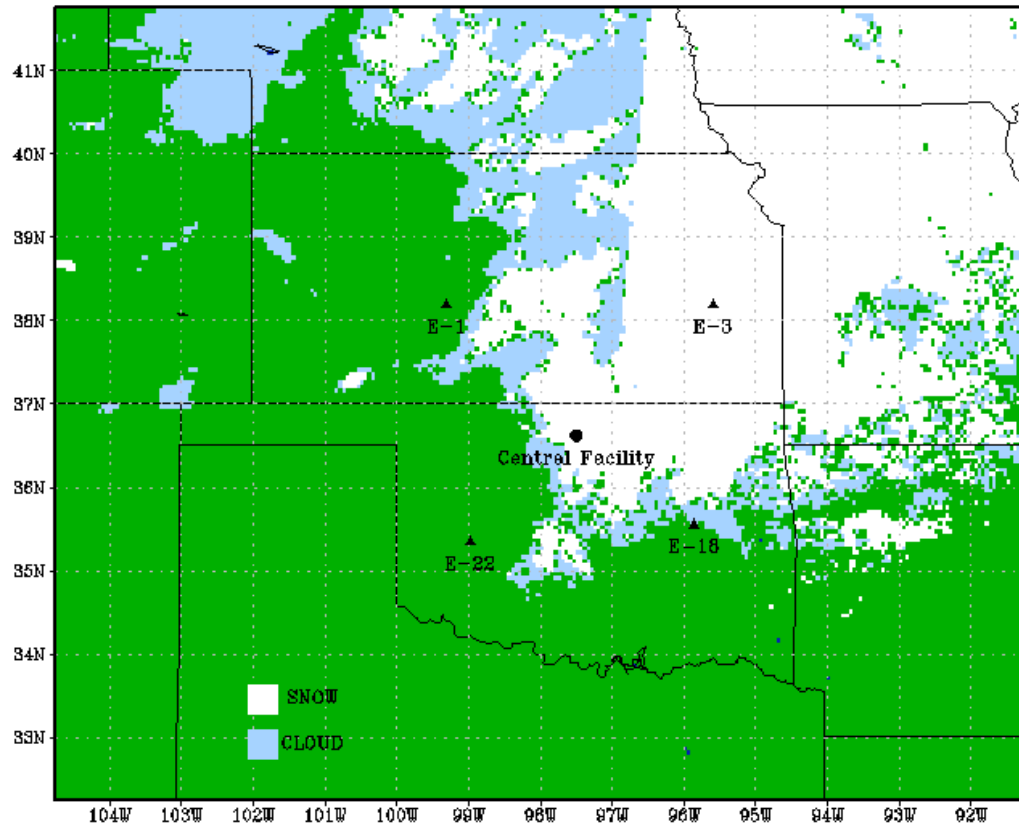 41N
40N
39N
38N
E-1
E-3
37N
Central Facility
36N
E-18
E-22
35N
34N
SNOW
CLOUD
33N
104W 103W 102W 101W 100W 99W 98W 97W 96W 95W 94W 93W 92W